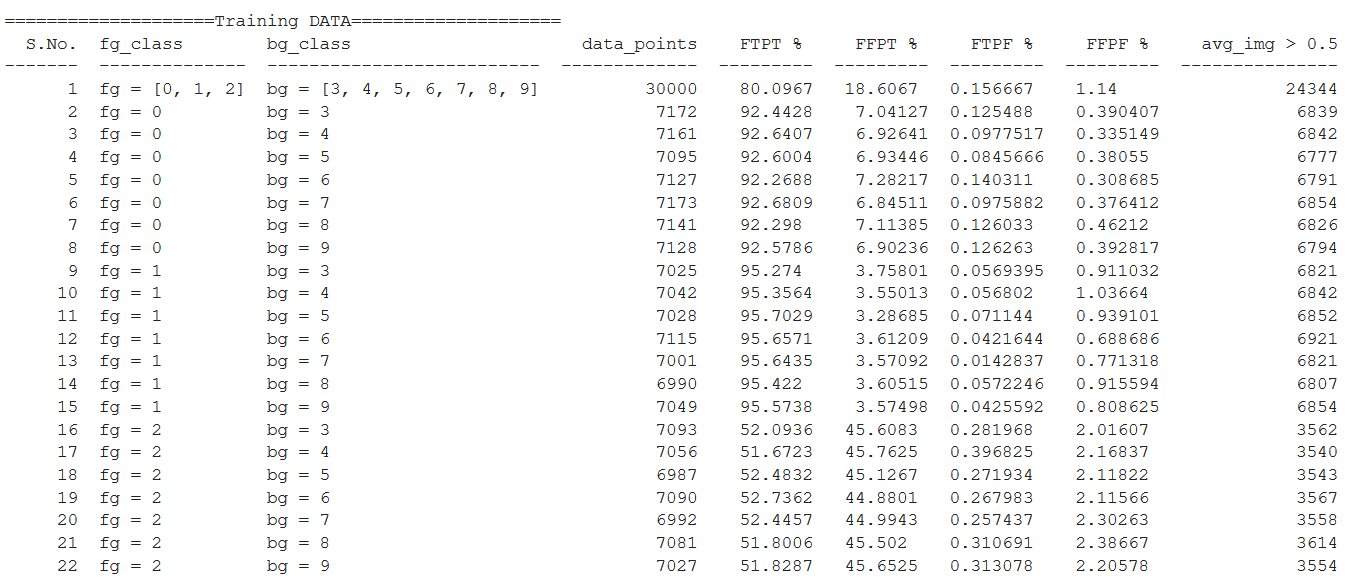 ====================Training DATA====================
S.No. fg_class bg_class data_points FTPT % FFPT % FTPF % FFPF % avg_img > 0.5
------- -------------- -------------------------- ------------- --------- --------- --------- --------- ---------------
1 fg = [0, 1, 2] bg = [3, 4, 5, 6, 7, 8, 9] 30000 80.0967 18.6067 0.156667 1.14 24344
2 fg = 0 bg = 3 7172 92.4428 7.04127 0.125488 0.390407 6839
3 fg = 0 bg = 4 7161 92.6407 6.92641 0.0977517 0.335149 6842
4 fg = 0 bg = 5 7095 92.6004 6.93446 0.0845666 0.38055 6777
5 fg = 0 bg = 6 7127 92.2688 7.28217 0.140311 0.308685 6791
6 fg = 0 bg = 7 7173 92.6809 6.84511 0.0975882 0.376412 6854
7 fg = 0 bg = 8 7141 92.298 7.11385 0.126033 0.46212 6826
8 fg = 0 bg = 9 7128 92.5786 6.90236 0.126263 0.392817 6794
9 fg = 1 bg = 3 7025 95.274 3.75801 0.0569395 0.911032 6821
10 fg = 1 bg = 4 7042 95.3564 3.55013 0.056802 1.03664 6842
11 fg = 1 bg = 5 7028 95.7029 3.28685 0.071144 0.939101 6852
12 fg = 1 bg = 6 7115 95.6571 3.61209 0.0421644 0.688686 6921
13 fg = 1 bg = 7 7001 95.6435 3.57092 0.0142837 0.771318 6821
14 fg = 1 bg = 8 6990 95.422 3.60515 0.0572246 0.915594 6807
15 fg = 1 bg = 9 7049 95.5738 3.57498 0.0425592 0.808625 6854
16 fg = 2 bg = 3 7093 52.0936 45.6083 0.281968 2.01607 3562
17 fg = 2 bg = 4 7056 51.6723 45.7625 0.396825 2.16837 3540
18 fg = 2 bg = 5 6987 52.4832 45.1267 0.271934 2.11822 3543
19 fg = 2 bg = 6 7090 52.7362 44.8801 0.267983 2.11566 3567
20 fg = 2 bg = 7 6992 52.4457 44.9943 0.257437 2.30263 3558
21 fg = 2 bg = 8 7081 51.8006 45.502 0.310691 2.38667 3614
22 fg = 2 bg = 9 7027 51.8287 45.6525 0.313078 2.20578 3554